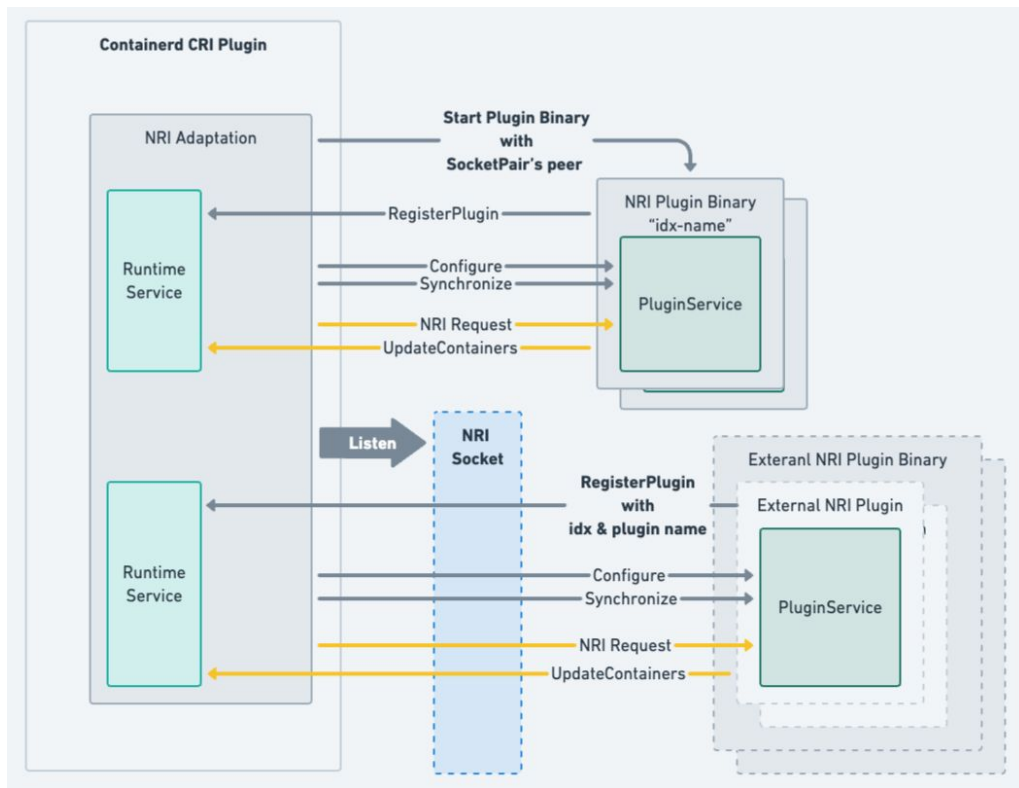 Containerd CRI Plugin
NRI Adaptation
Start Plugin Binary
with
SocketPair's peer
NRI Plugin Binary
“idx-name”
RegisterPlugin
Runtime
Service
Configure
Synchronize
PluginService
NRI Request
UpdateContainers
Listen
NRI
Socket
Exteranl NRI Plugin Binary
RegisterPlugin
with
idx & plugin name
External NRI Plugin
Runtime
Service
Configure
Synchronize
PluginService
NRI Request
UpdateContainers